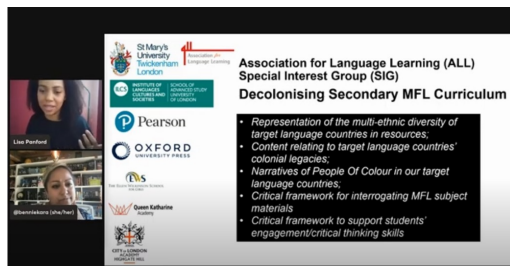 St Mary's
University
Twickenham
London
Association for
Language Learning
ILCS
INSTITUTE OF
LANGUAGES
CULTURES AND
SOCIETIES
SCHOOL OF
ADVANCED STUDY
UNIVERSITY
OF LONDON
Pearson
OXFORD
UNIVERSITY PRESS
Queen Katharine
Academy
CITY OF LONDON
ACADEMY
HIGHGATE HILL
Association for Language Learning (ALL)
Special Interest Group (SIG)
Decolonising Secondary MFL Curriculum
• Representation of the multi-ethnic diversity of
target language countries in resources;
• Content relating to target language countries'
colonial legacies;
• Narratives of People Of Colour in our target
language countries;
• Critical framework for interrogating MFL subject
materials
• Critical framework to support students'
engagement/critical thinking skills
Lisa Panford
@benniekara (she/her)